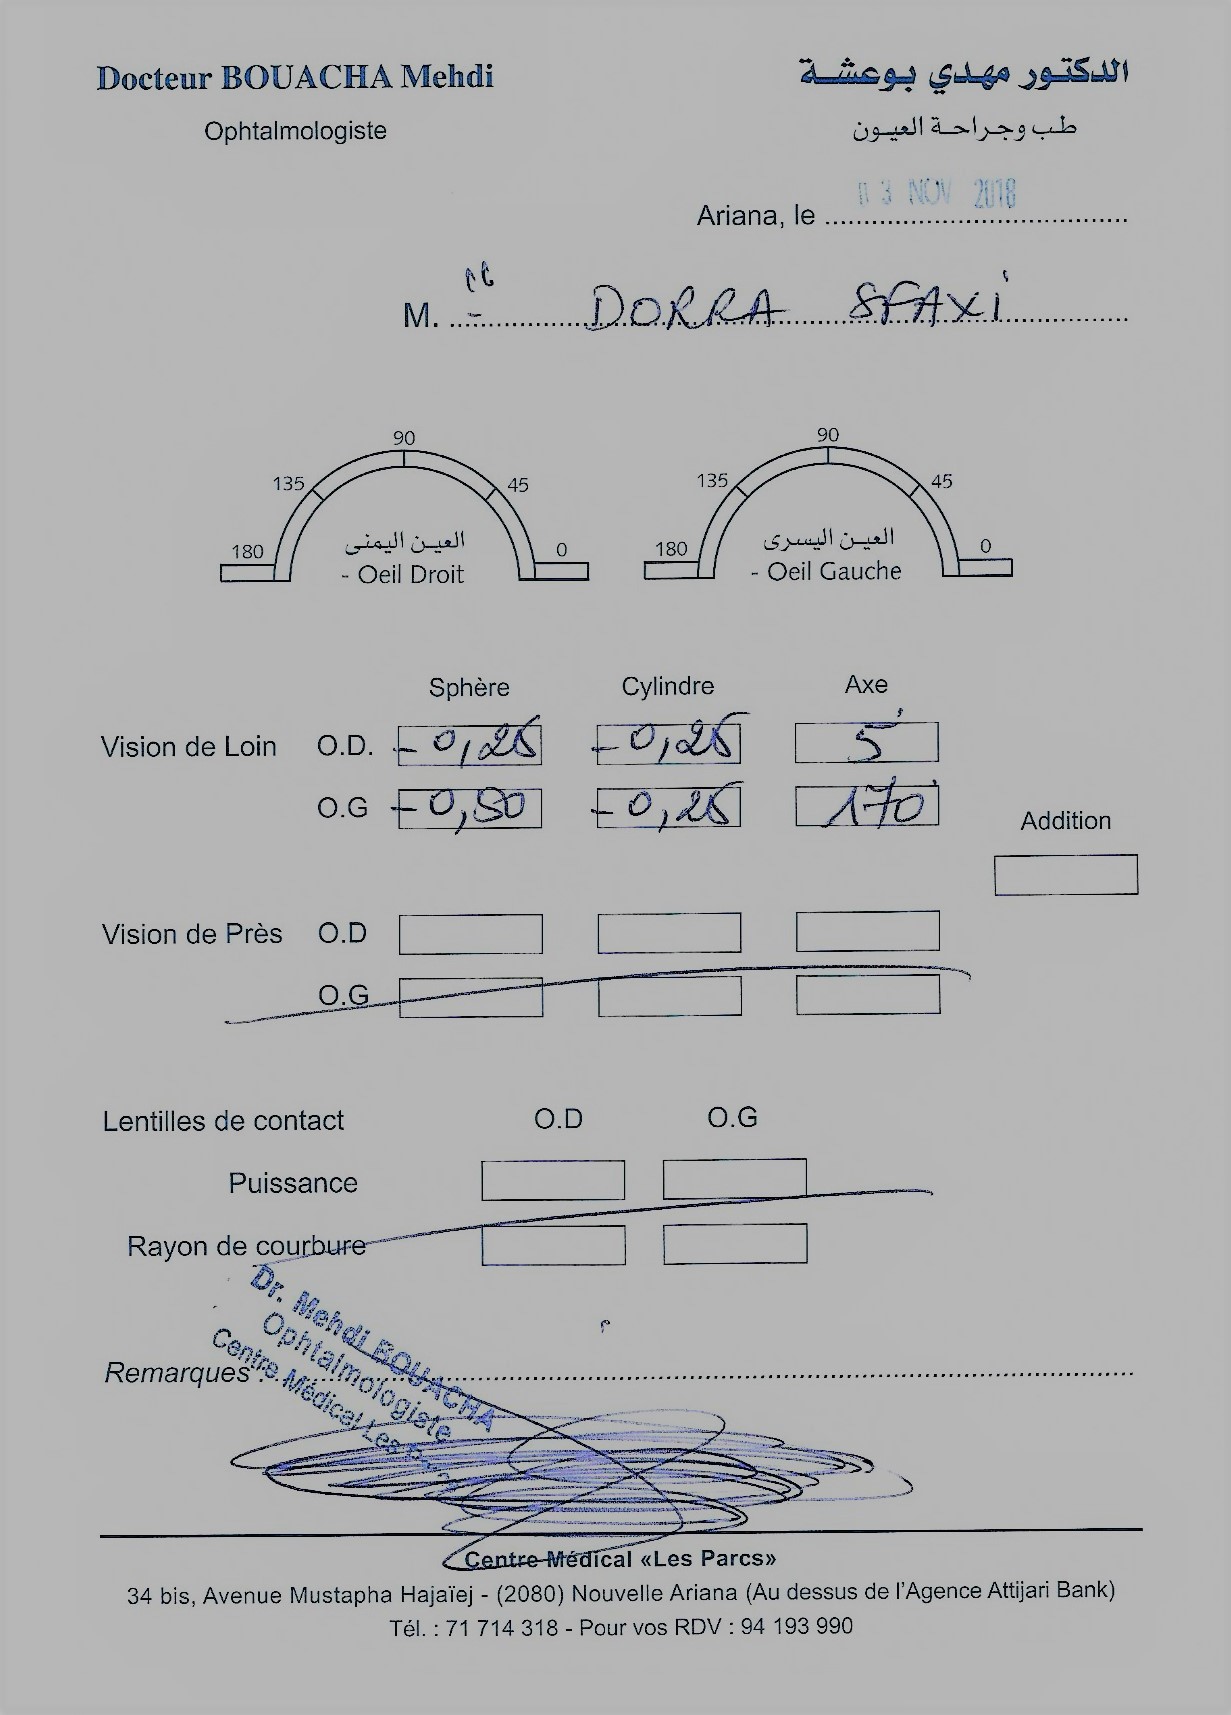 Docteur BOUACHA Mehdi
الدكتور مهدي بوعشة
Ophtalmologiste
طب وجراحة العيون
03 NOV 2018
Ariana, le
M. DORRA SFAXI
90
135 45
180 0
العين اليمنى
- Oeil Droit
90
135 45
180 0
العين اليسرى
- Oeil Gauche
Sphère Cylindre Axe
Vision de Loin O.D. - 0,25 - 0,25 5
O.G - 0,50 - 0,25 170
Addition
Vision de Près O.D
O.G
Lentilles de contact O.D O.G
Puissance
Rayon de courbure
Dr. Mehdi BOUACHA
Ophtalmologiste
Centre Médical Les
Remarques :
Centre Médical «Les Parcs»
34 bis, Avenue Mustapha Hajaïej - (2080) Nouvelle Ariana (Au dessus de l'Agence Attijari Bank)
Tél. : 71 714 318 - Pour vos RDV : 94 193 990